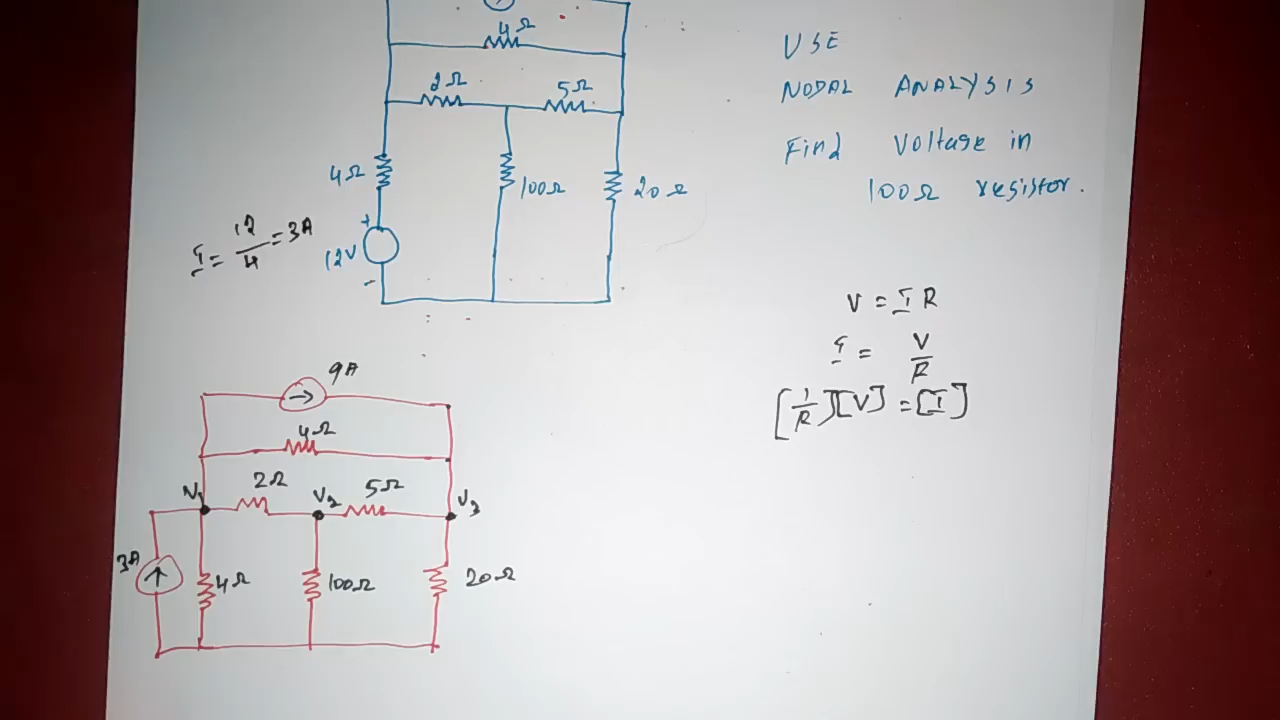 4Ω
2Ω
5Ω
4Ω
100Ω
20Ω
+
12V
-
I = 12/4 = 3A
USE
NODAL ANALYSIS
Find Voltage in
100Ω resistor.
V = I R
I = V/R
[1/R][V] = [I]
9A
4Ω
V1
2Ω
V2
5Ω
V3
3A
4Ω
100Ω
20Ω